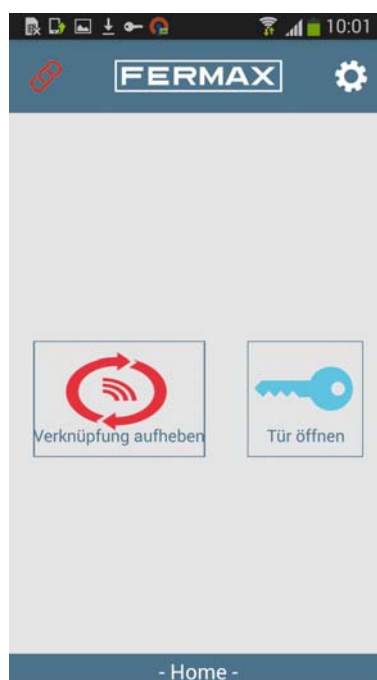 10:01
FERMAX
Verknüpfung aufheben
Tür öffnen
- Home -